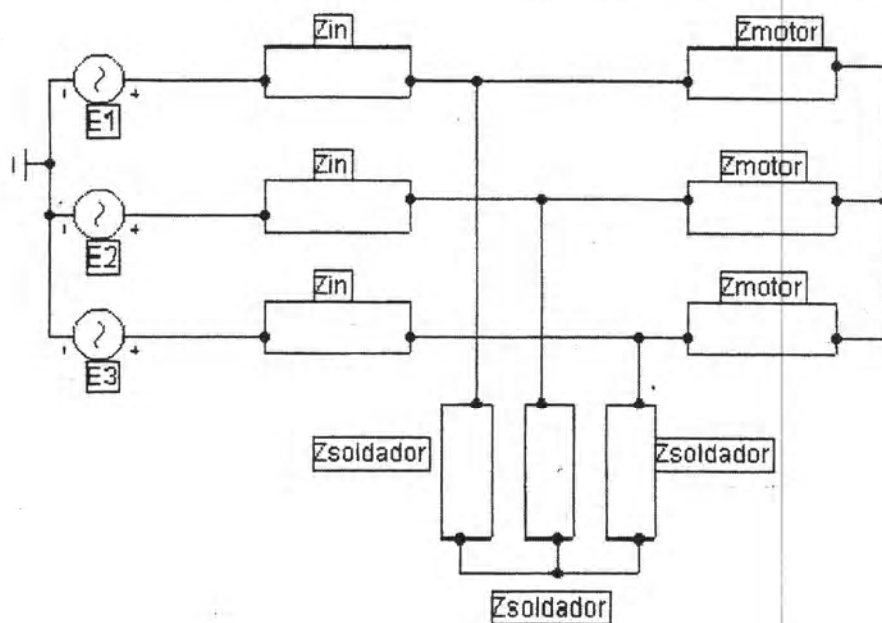 Zin
Zmotor
E1
Zin
Zmotor
E2
Zin
Zmotor
E3
Zsoldador
Zsoldador
Zsoldador